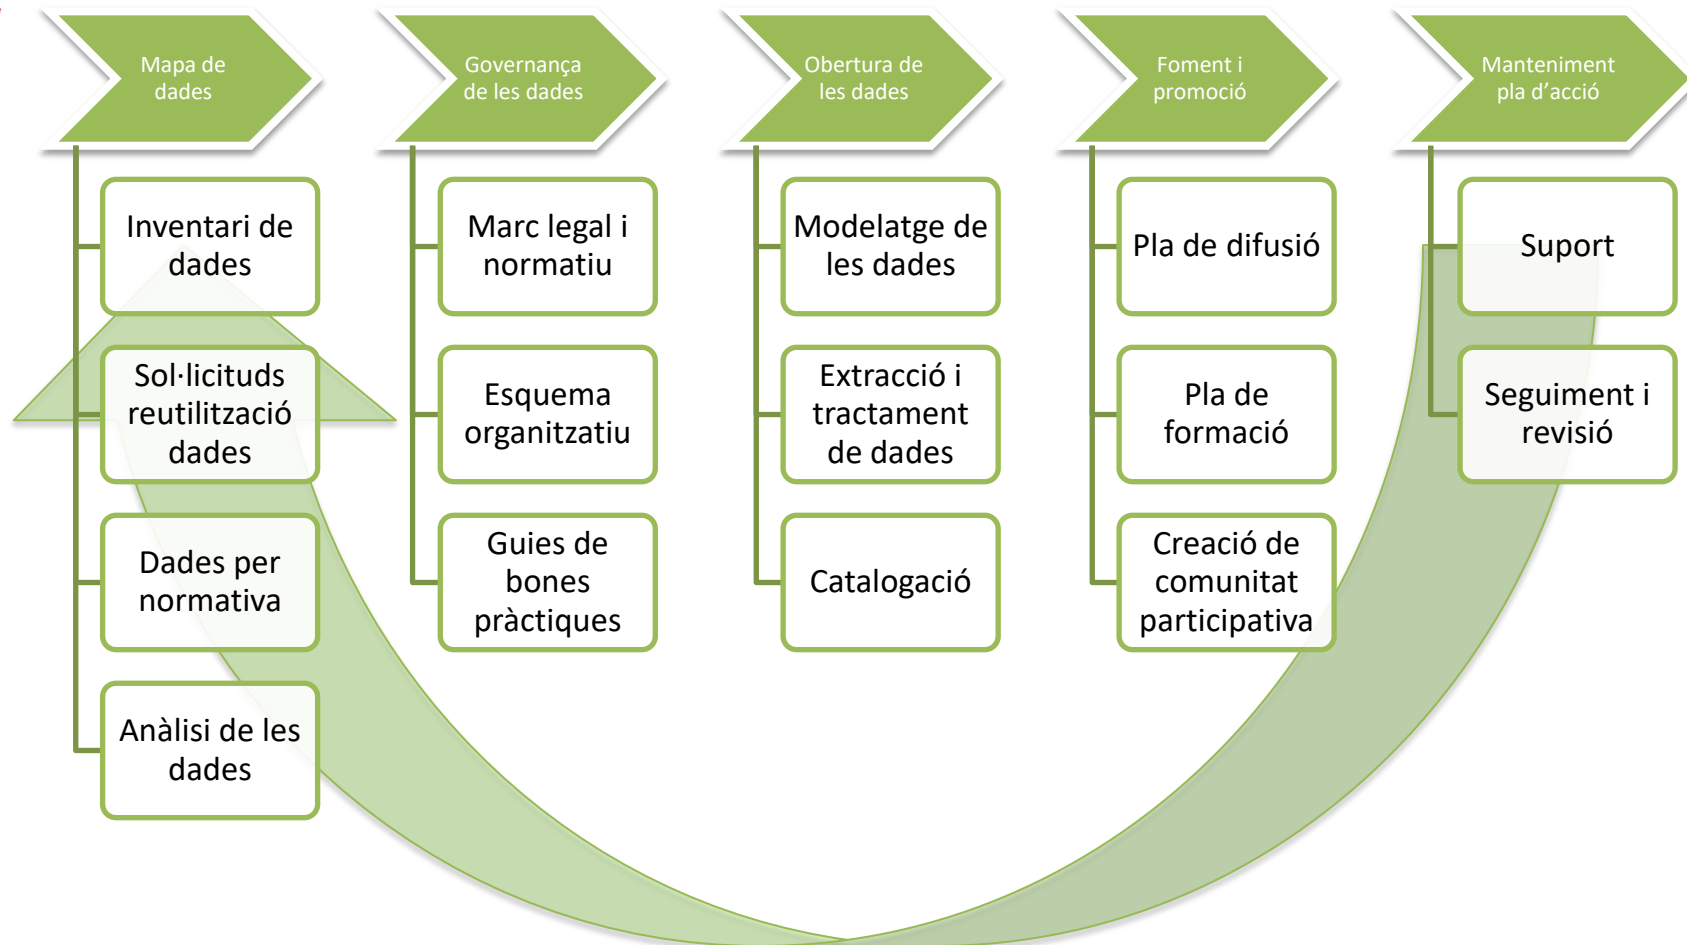 Mapa de
dades
Governança
de les dades
Obertura de
les dades
Foment i
promoció
Manteniment
pla d’acció
Inventari de
dades
Sol·licituds
reutilització
dades
Dades per
normativa
Anàlisi de les
dades
Marc legal i
normatiu
Esquema
organitzatiu
Guies de
bones
pràctiques
Modelatge de
les dades
Extracció i
tractament
de dades
Catalogació
Pla de difusió
Pla de
formació
Creació de
comunitat
participativa
Suport
Seguiment i
revisió